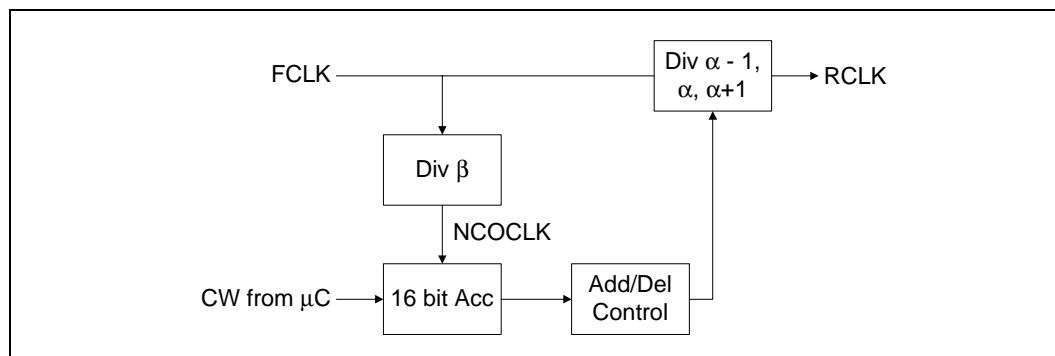 FCLK
Div α - 1,
α, α+1
RCLK
Div β
NCOCLK
CW from μC
16 bit Acc
Add/Del
Control